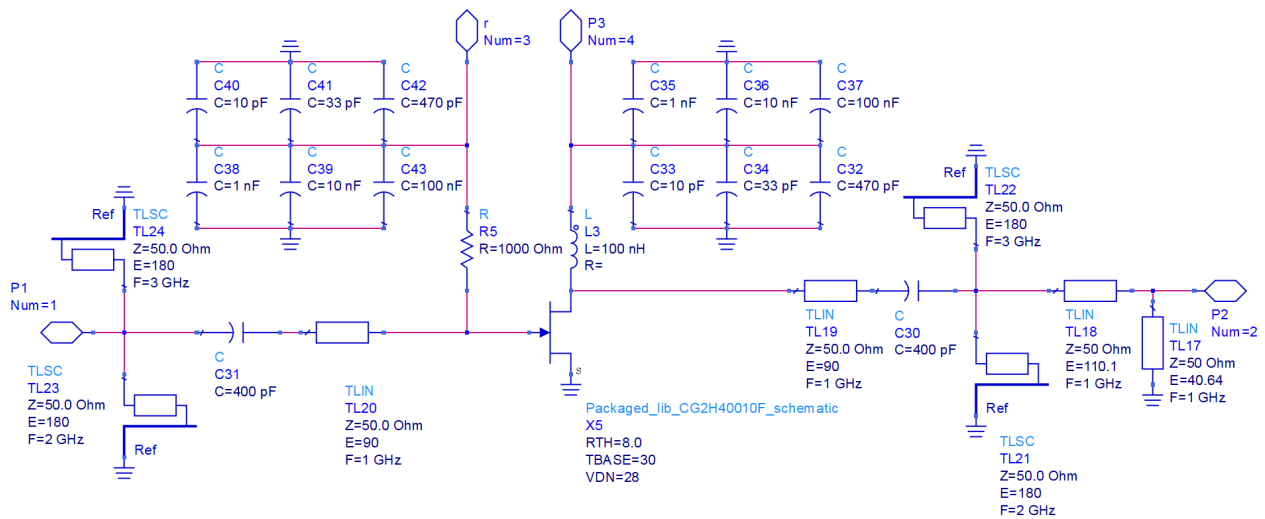 r
Num=3
P3
Num=4
C
C40
C=10 pF
C
C41
C=33 pF
C
C42
C=470 pF
C
C35
C=1 nF
C
C36
C=10 nF
C
C37
C=100 nF
C
C38
C=1 nF
C
C39
C=10 nF
C
C43
C=100 nF
C
C33
C=10 pF
C
C34
C=33 pF
C
C32
C=470 pF
Ref
TLSC
TL24
Z=50.0 Ohm
E=180
F=3 GHz
R
R5
R=1000 Ohm
L
L3
L=100 nH
R=
Ref
TLSC
TL22
Z=50.0 Ohm
E=180
F=3 GHz
P1
Num=1
TLSC
TL23
Z=50.0 Ohm
E=180
F=2 GHz
Ref
C
C31
C=400 pF
TLIN
TL20
Z=50.0 Ohm
E=90
F=1 GHz
S
Packaged_lib_CG2H40010F_schematic
X5
RTH=8.0
TBASE=30
VDN=28
TLIN
TL19
Z=50.0 Ohm
E=90
F=1 GHz
C
C30
C=400 pF
TLIN
TL18
Z=50 Ohm
E=110.1
F=1 GHz
TLIN
TL17
Z=50 Ohm
E=40.64
F=1 GHz
P2
Num=2
Ref
TLSC
TL21
Z=50.0 Ohm
E=180
F=2 GHz